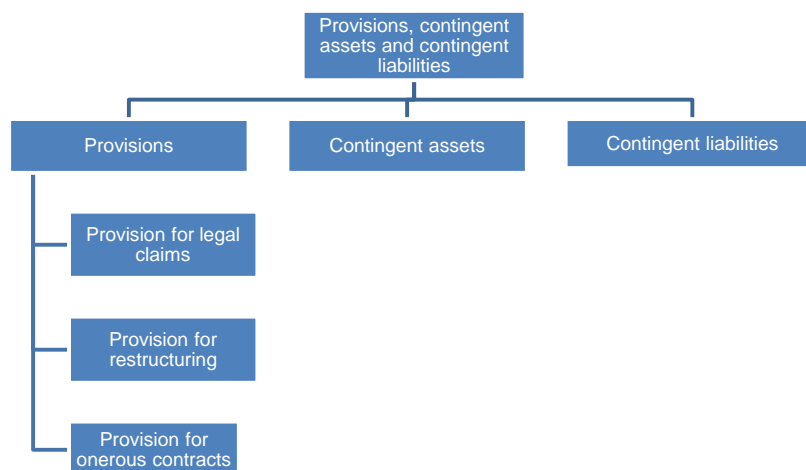 Provisions, contingent
assets and contingent
liabilities
Provisions
Contingent assets
Contingent liabilities
Provision for legal
claims
Provision for
restructuring
Provision for
onerous contracts